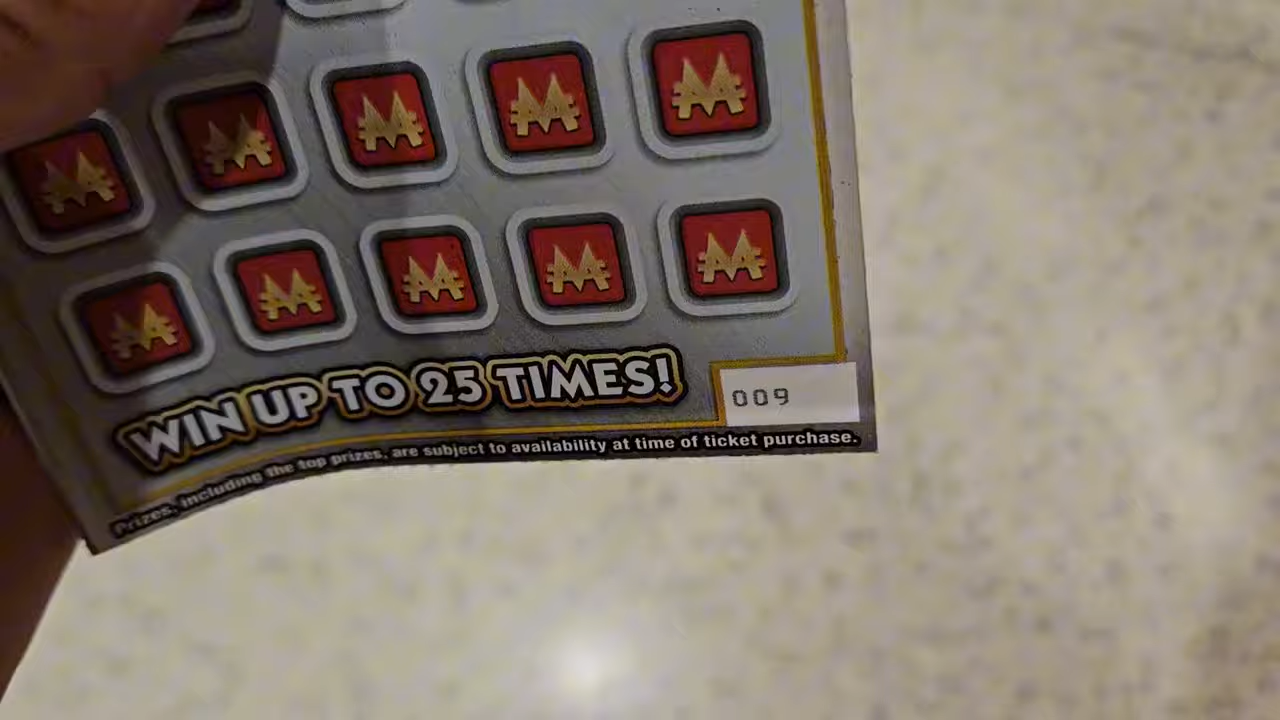 WIN UP TO 25 TIMES!
009
Prizes, including the top prizes, are subject to availability at time of ticket purchase.